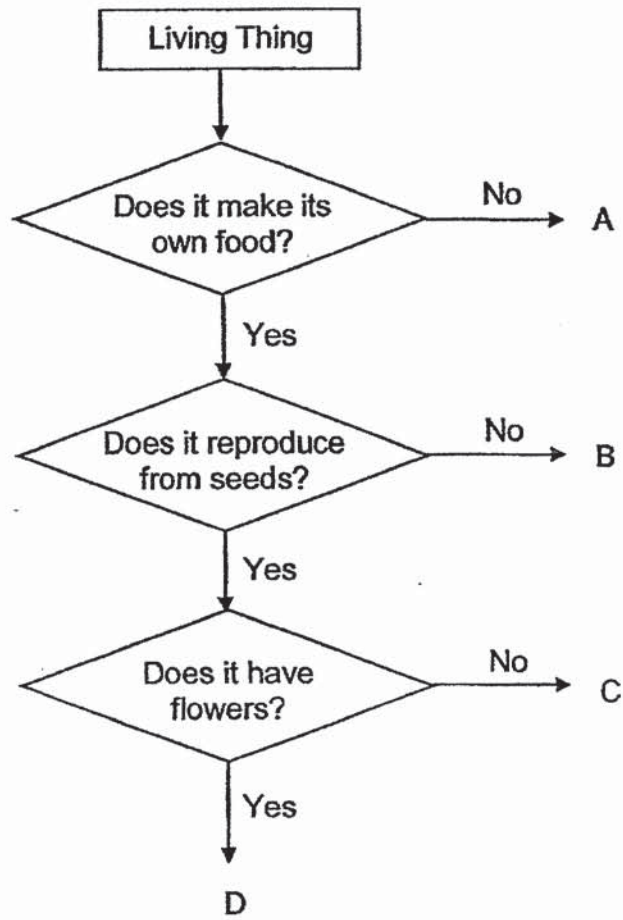 Living Thing
Does it make its
own food?
No
A
Yes
Does it reproduce
from seeds?
No
B
Yes
Does it have
flowers?
No
C
Yes
D